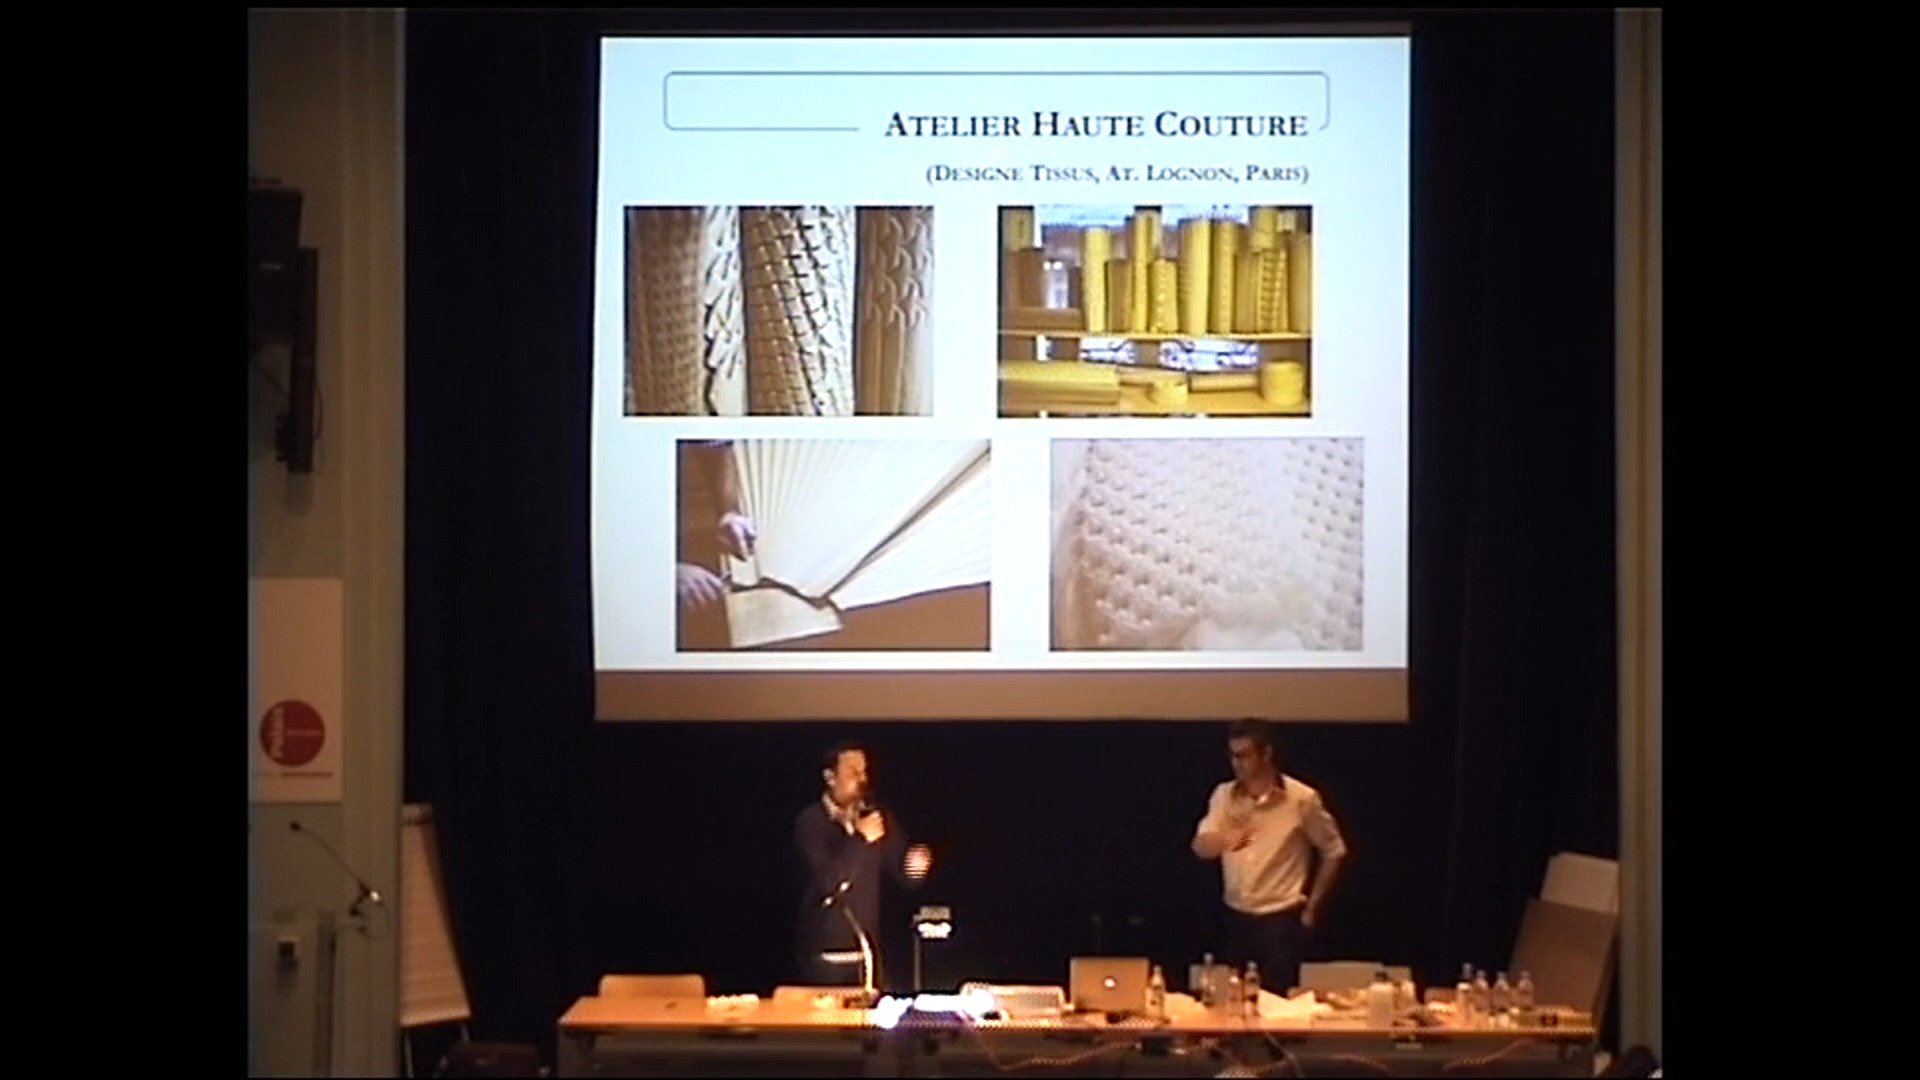 ATELIER HAUTE COUTURE
(DESIGNE TISSUS, AT. LOGNON, PARIS)